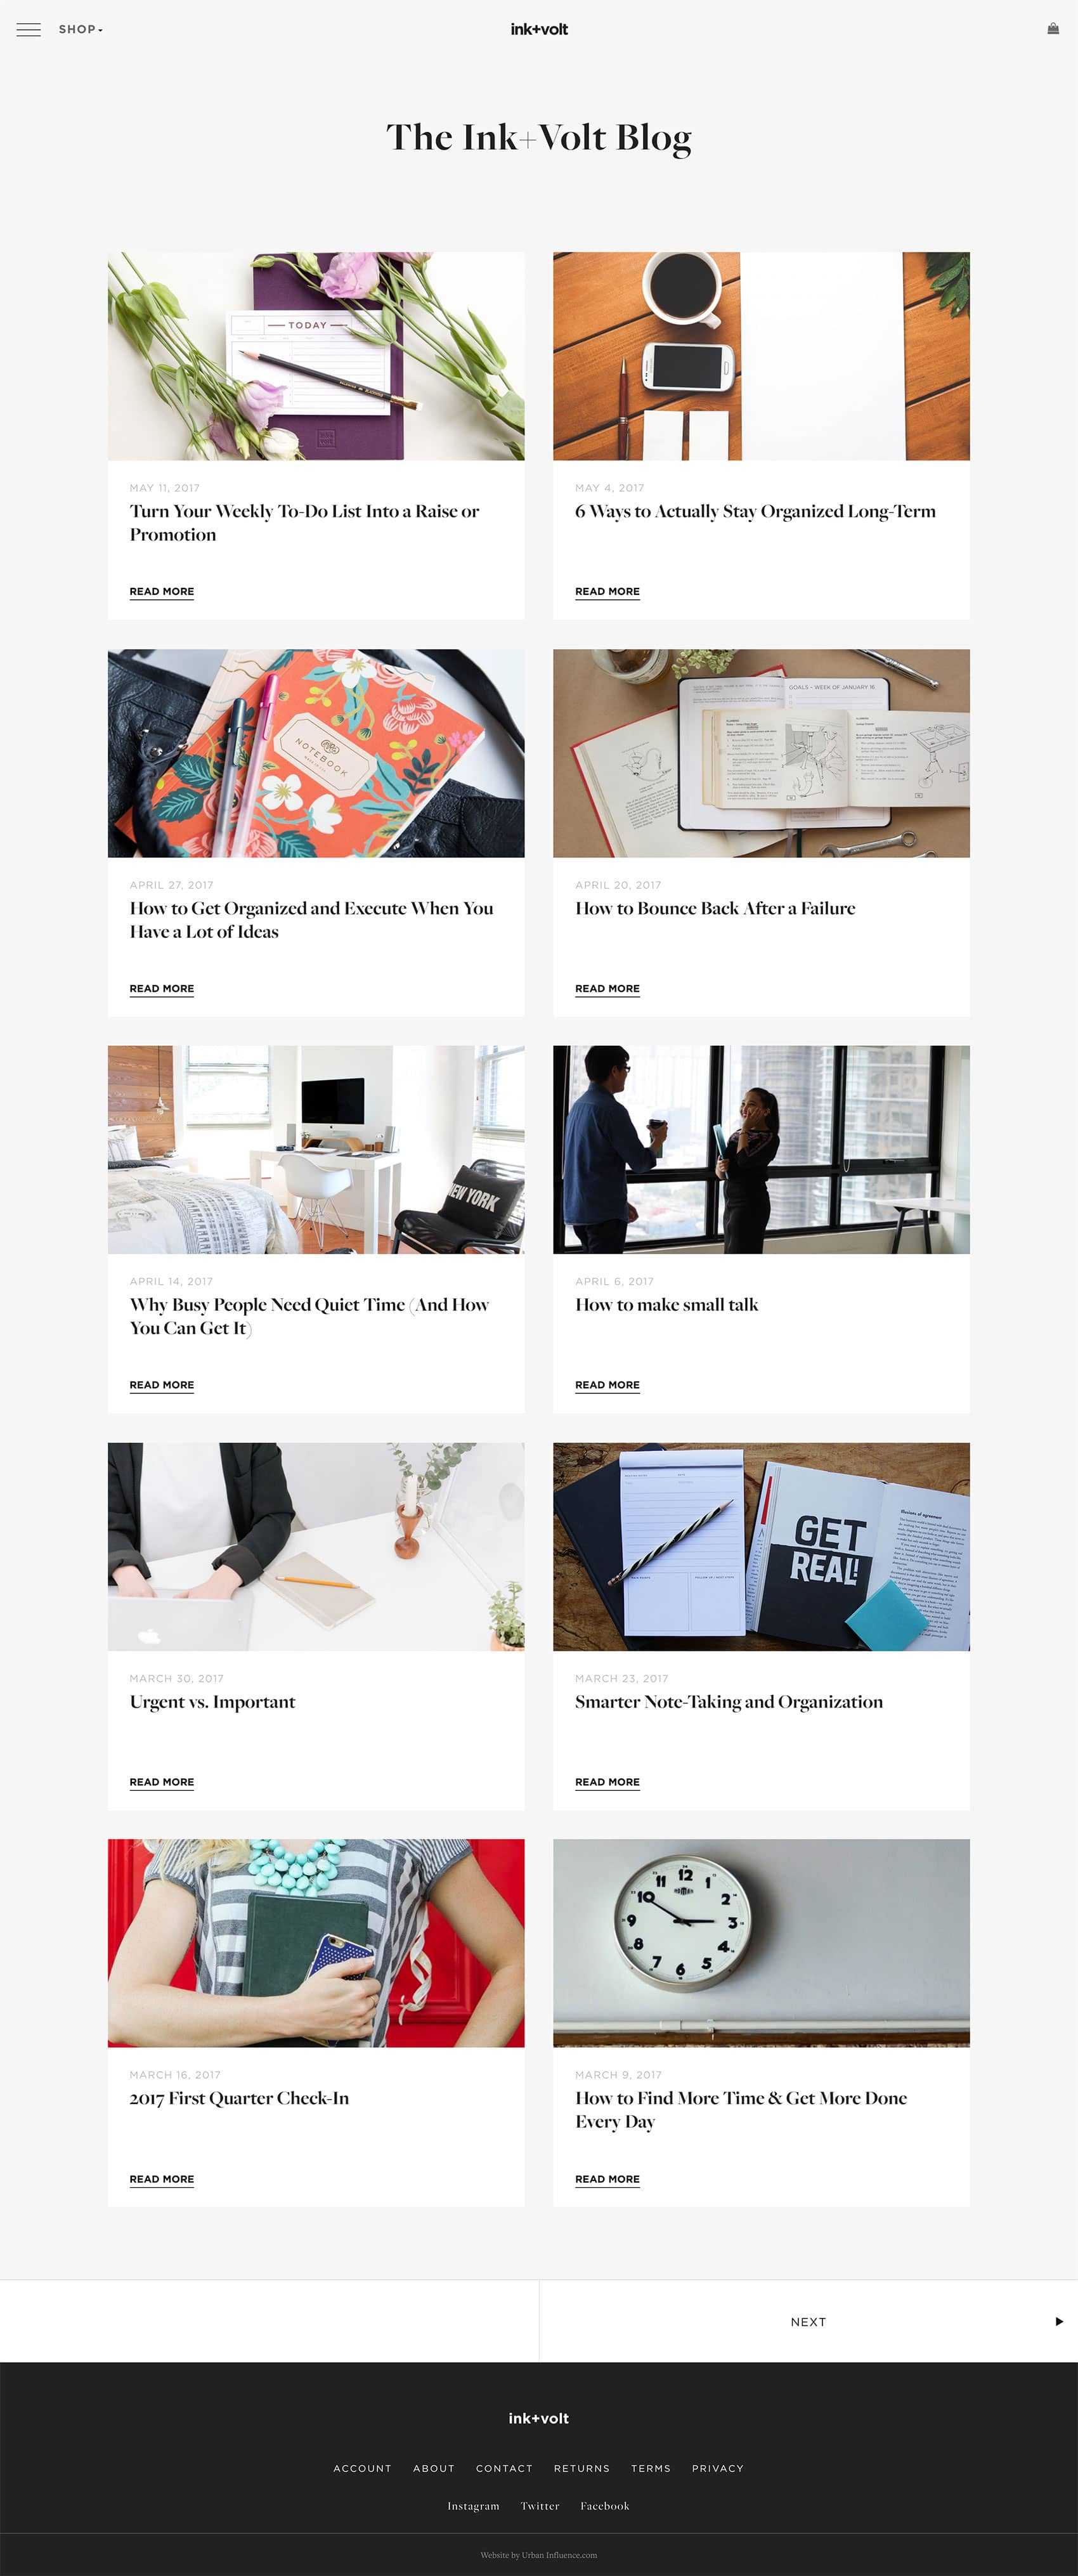 SHOP
ink+volt
The Ink+Volt Blog
TODAY
MAY 11, 2017
Turn Your Weekly To-Do List Into a Raise or
Promotion
READ MORE
MAY 4, 2017
6 Ways to Actually Stay Organized Long-Term
READ MORE
NOTEBOOK
APRIL 27, 2017
How to Get Organized and Execute When You
Have a Lot of Ideas
READ MORE
GOALS - WEEK OF JANUARY 16
APRIL 20, 2017
How to Bounce Back After a Failure
READ MORE
NEW YORK
APRIL 14, 2017
Why Busy People Need Quiet Time (And How
You Can Get It)
READ MORE
APRIL 6, 2017
How to make small talk
READ MORE
MARCH 30, 2017
Urgent vs. Important
READ MORE
GET
REAL!
illusions of agreement
MARCH 23, 2017
Smarter Note-Taking and Organization
READ MORE
MARCH 16, 2017
2017 First Quarter Check-In
READ MORE
12
1
2
3
4
5
6
7
8
9
10
11
MARCH 9, 2017
How to Find More Time & Get More Done
Every Day
READ MORE
NEXT
ink+volt
ACCOUNT ABOUT CONTACT RETURNS TERMS PRIVACY
Instagram Twitter Facebook
Website by Urban Influence.com